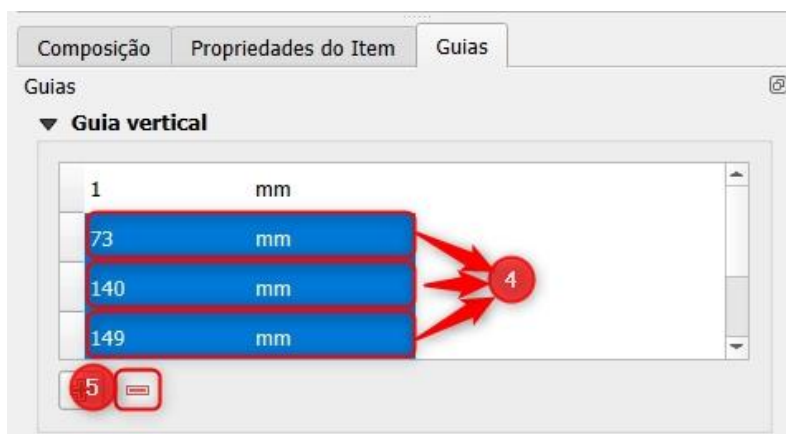 Composição Propriedades do Item Guias
Guias
Guia vertical
1 mm
73 mm
140 mm
149 mm
4
5